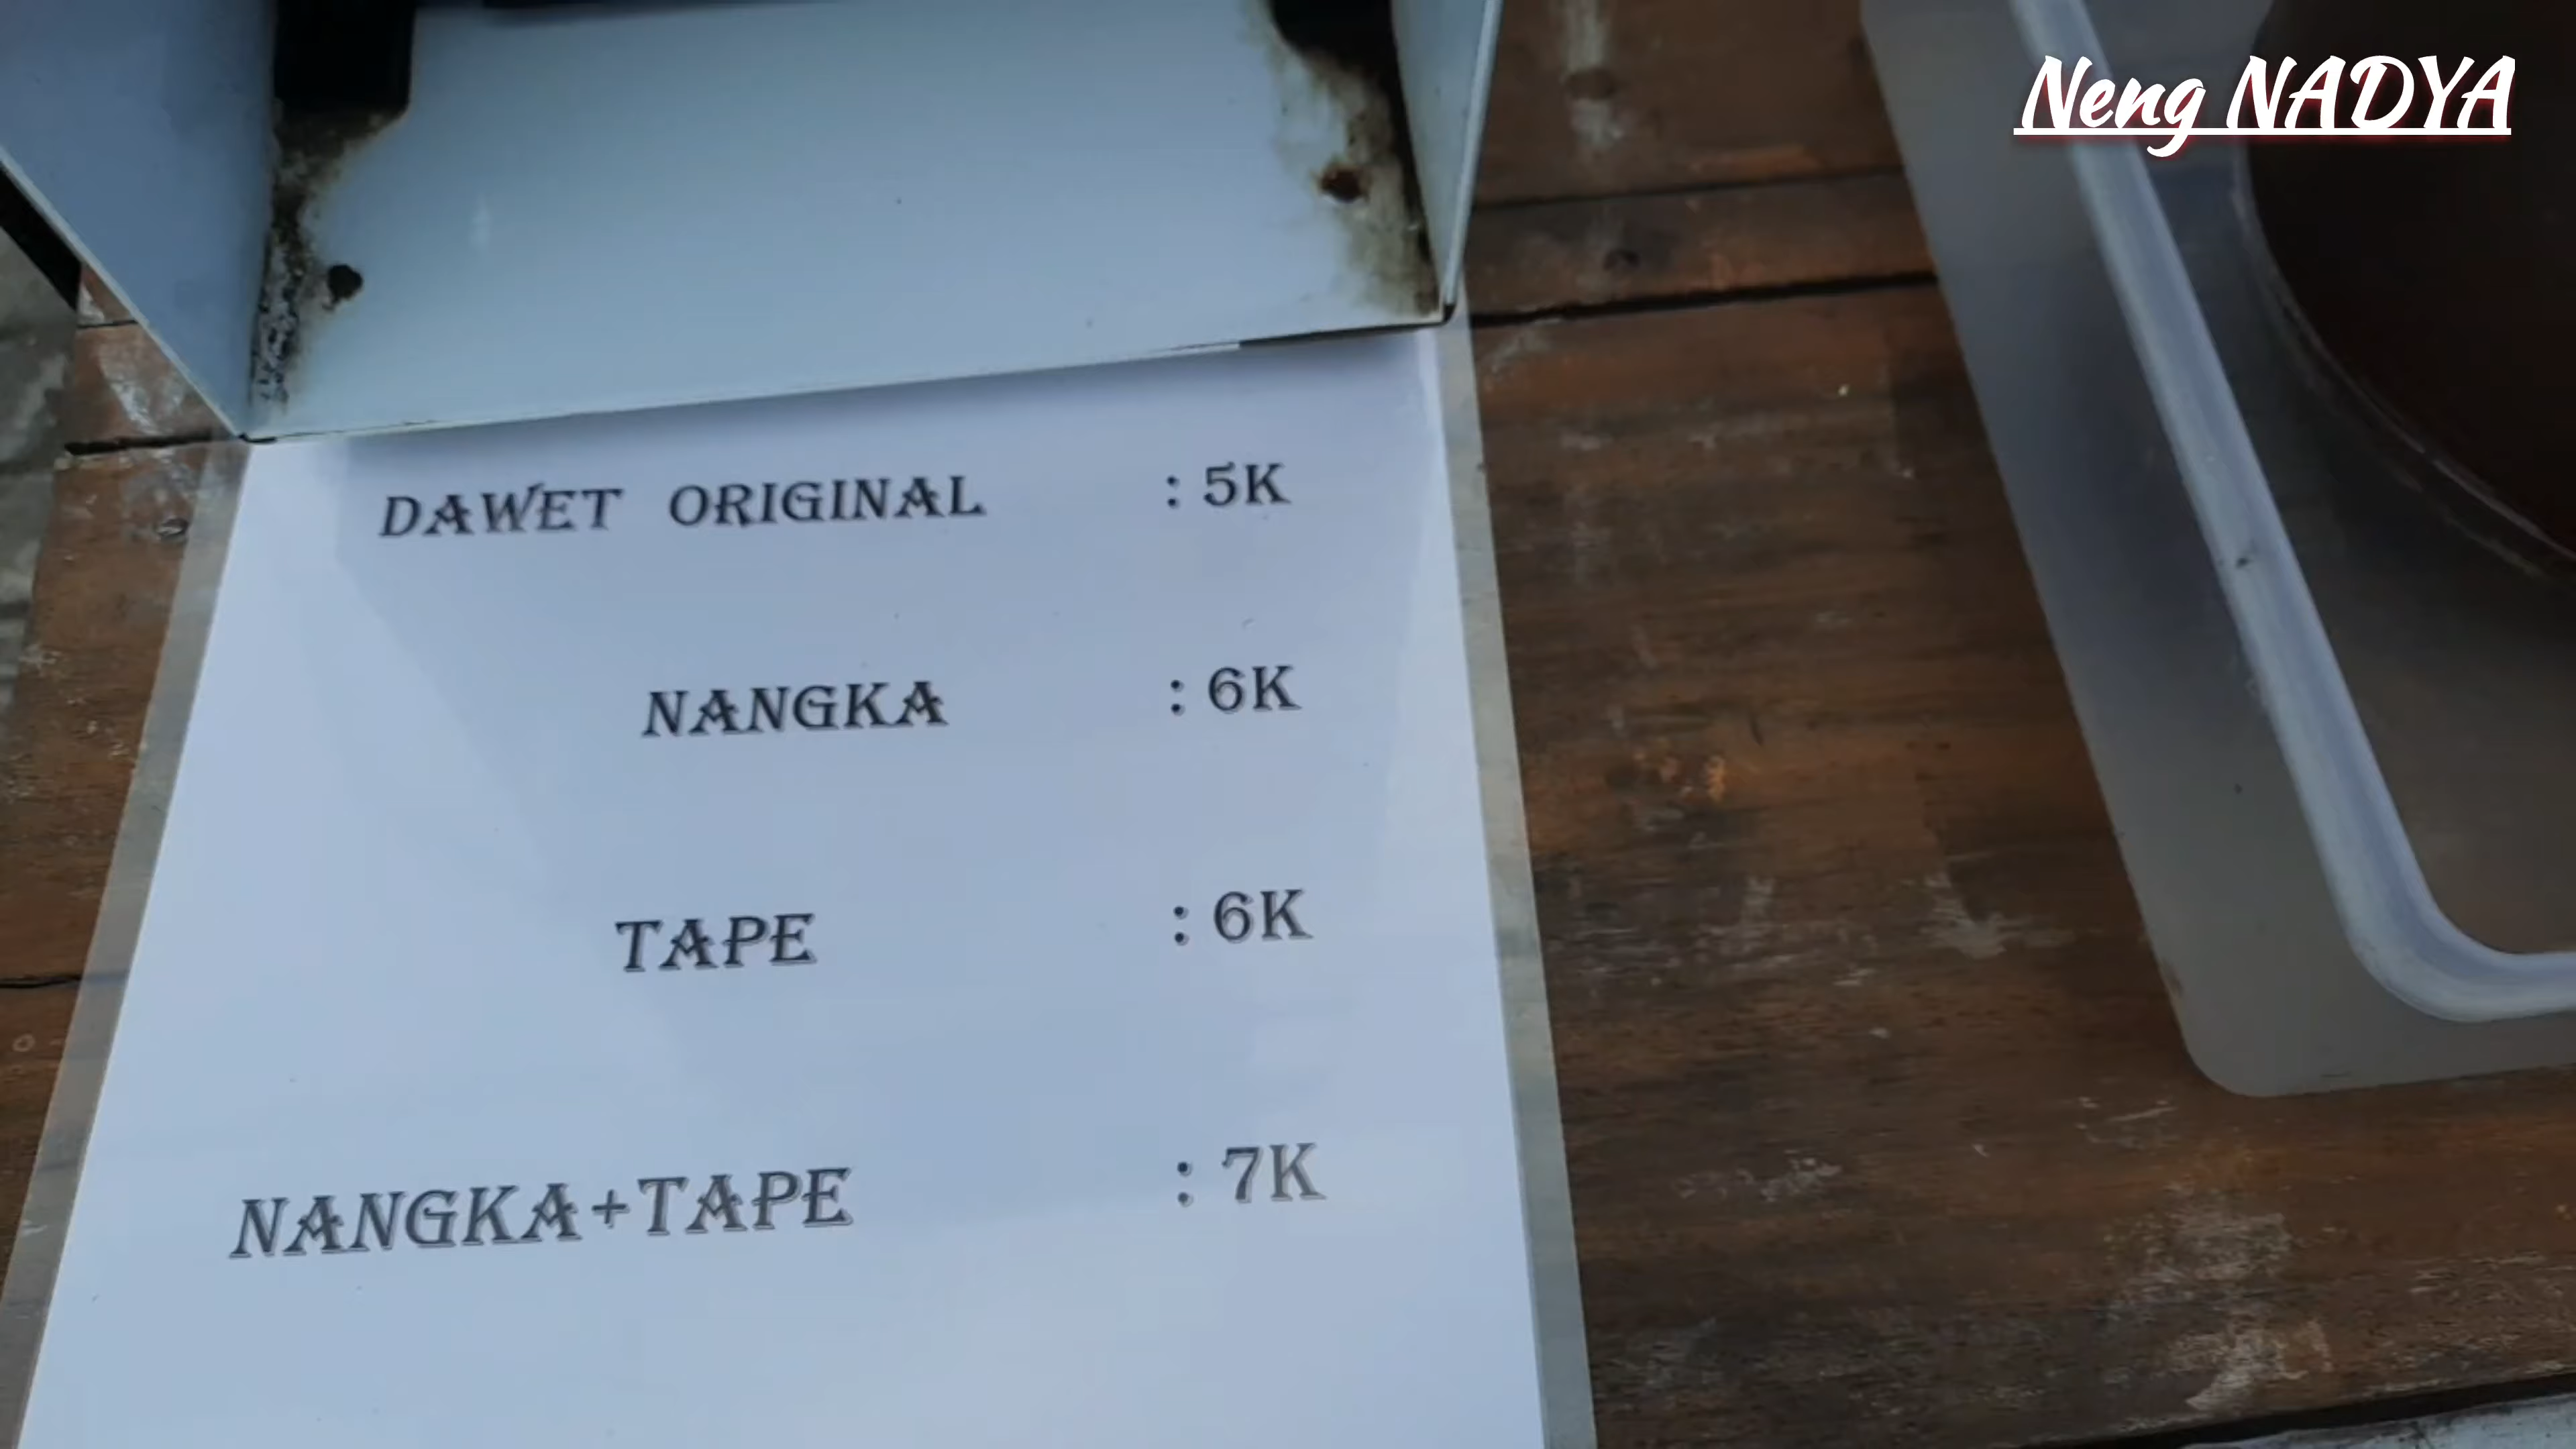 Neng NADYA
DAWET ORIGINAL : 5K
NANGKA : 6K
TAPE : 6K
NANGKA+TAPE : 7K